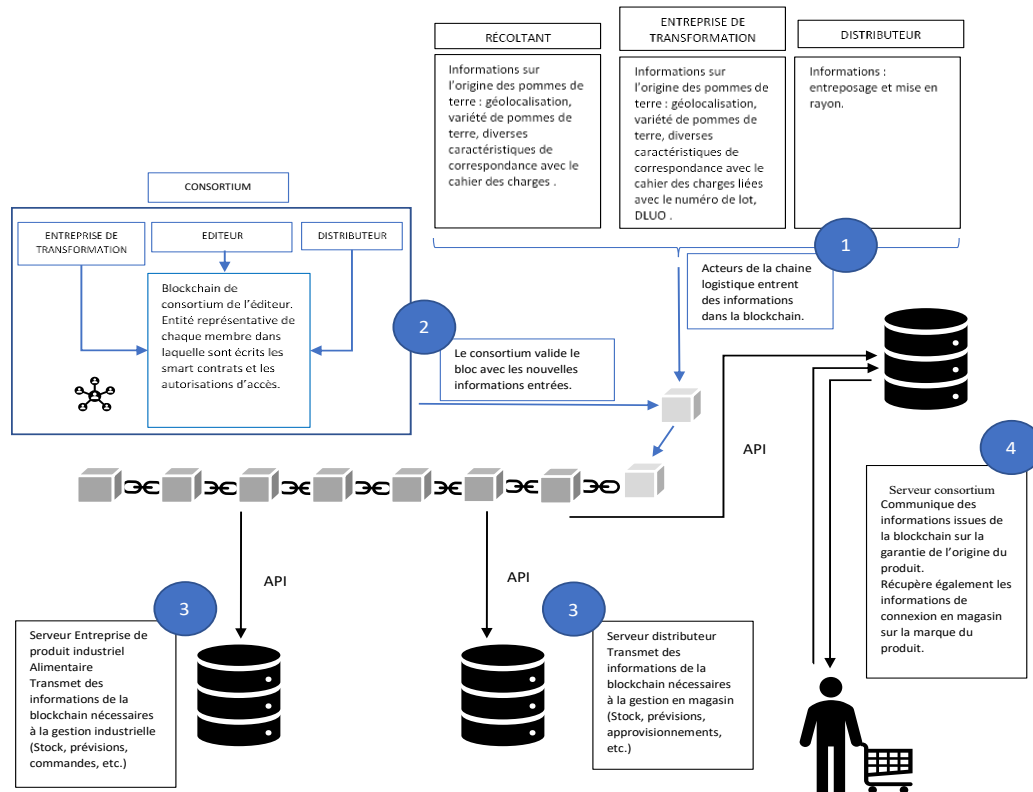 RÉCOLTANT
Informations sur
l'origine des pommes de
terre : géolocalisation,
variété de pommes de
terre, diverses
caractéristiques de
correspondance avec le
cahier des charges .
ENTREPRISE DE
TRANSFORMATION
Informations sur
l'origine des pommes de
terre : géolocalisation,
variété de pommes de
terre, diverses
caractéristiques de
correspondance avec le
cahier des charges liées
avec le numéro de lot,
DLUO .
DISTRIBUTEUR
Informations :
entreposage et mise en
rayon.
CONSORTIUM
ENTREPRISE DE
TRANSFORMATION
EDITEUR
DISTRIBUTEUR
Blockchain de
consortium de l'éditeur.
Entité représentative de
chaque membre dans
laquelle sont écrits les
smart contrats et les
autorisations d'accès.
1
Acteurs de la chaine
logistique entrent
des informations
dans la blockchain.
2
Le consortium valide le
bloc avec les nouvelles
informations entrées.
API
4
Serveur consortium
Communique des
informations issues de
la blockchain sur la
garantie de l'origine du
produit.
Récupère également les
informations de
connexion en magasin
sur la marque du
produit.
API
3
Serveur Entreprise de
produit industriel
Alimentaire
Transmet des
informations de la
blockchain nécessaires
à la gestion industrielle
(Stock, prévisions,
commandes, etc.)
API
3
Serveur distributeur
Transmet des
informations de la
blockchain nécessaires
à la gestion en magasin
(Stock, prévisions,
approvisionnements,
etc.)